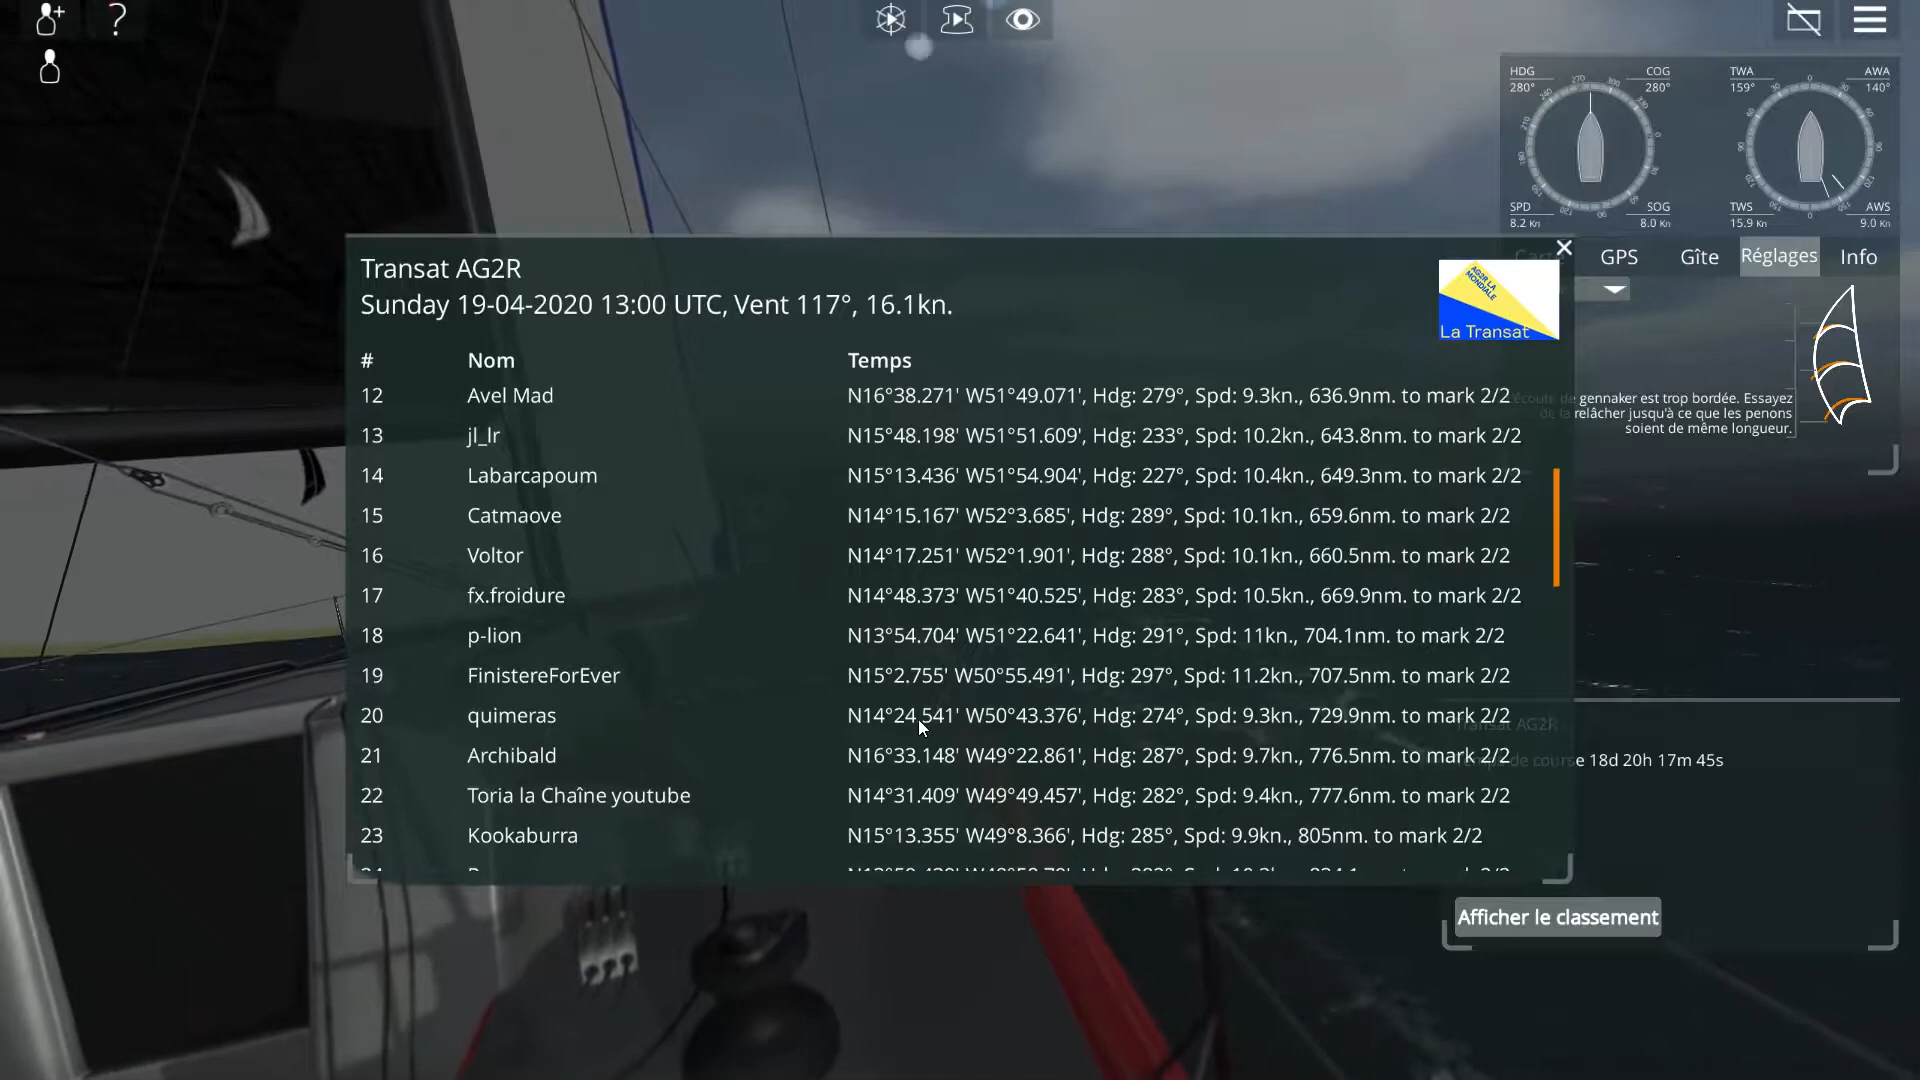 ?
HDG
280°
COG
280°
TWA
159°
AWA
140°
SPD
8.2 Kn
SOG
8.0 Kn
TWS
15.9 Kn
AWS
9.0 Kn
GPS
Gîte
Réglages
Info
Transat AG2R
Sunday 19-04-2020 13:00 UTC, Vent 117°, 16.1kn.
AG2R LA
MONDIALE
La Transat
# Nom Temps
12 Avel Mad N16°38.271' W51°49.071', Hdg: 279°, Spd: 9.3kn., 636.9nm. to mark 2/2
13 jl_lr N15°48.198' W51°51.609', Hdg: 233°, Spd: 10.2kn., 643.8nm. to mark 2/2
14 Labarcapoum N15°13.436' W51°54.904', Hdg: 227°, Spd: 10.4kn., 649.3nm. to mark 2/2
15 Catmaove N14°15.167' W52°3.685', Hdg: 289°, Spd: 10.1kn., 659.6nm. to mark 2/2
16 Voltor N14°17.251' W52°1.901', Hdg: 288°, Spd: 10.1kn., 660.5nm. to mark 2/2
17 fx.froidure N14°48.373' W51°40.525', Hdg: 283°, Spd: 10.5kn., 669.9nm. to mark 2/2
18 p-lion N13°54.704' W51°22.641', Hdg: 291°, Spd: 11kn., 704.1nm. to mark 2/2
19 FinistereForEver N15°2.755' W50°55.491', Hdg: 297°, Spd: 11.2kn., 707.5nm. to mark 2/2
20 quimeras N14°24.541' W50°43.376', Hdg: 274°, Spd: 9.3kn., 729.9nm. to mark 2/2
21 Archibald N16°33.148' W49°22.861', Hdg: 287°, Spd: 9.7kn., 776.5nm. to mark 2/2
22 Toria la Chaîne youtube N14°31.409' W49°49.457', Hdg: 282°, Spd: 9.4kn., 777.6nm. to mark 2/2
23 Kookaburra N15°13.355' W49°8.366', Hdg: 285°, Spd: 9.9kn., 805nm. to mark 2/2
écoute de gennaker est trop bordée. Essayez
de la relâcher jusqu'à ce que les penons
soient de même longueur.
Transat AG2R
Temps de course 18d 20h 17m 45s
Afficher le classement